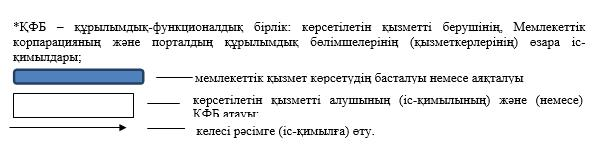 *ҚФБ – құрылымдық-функционалдық бірлік: көрсетілетін қызметті берушінің, Мемлекеттік
корпорацияның және порталдың құрылымдық бөлімшелерінің (қызметкерлерінің) өзара іс-
қимылдары;
мемлекеттік қызмет көрсетудің басталуы немесе аяқталуы
көрсетілетін қызметті алушының (іс-қимылының) және (немесе)
ҚФБ атауы;
келесі рәсімге (іс-қимылға) өту.